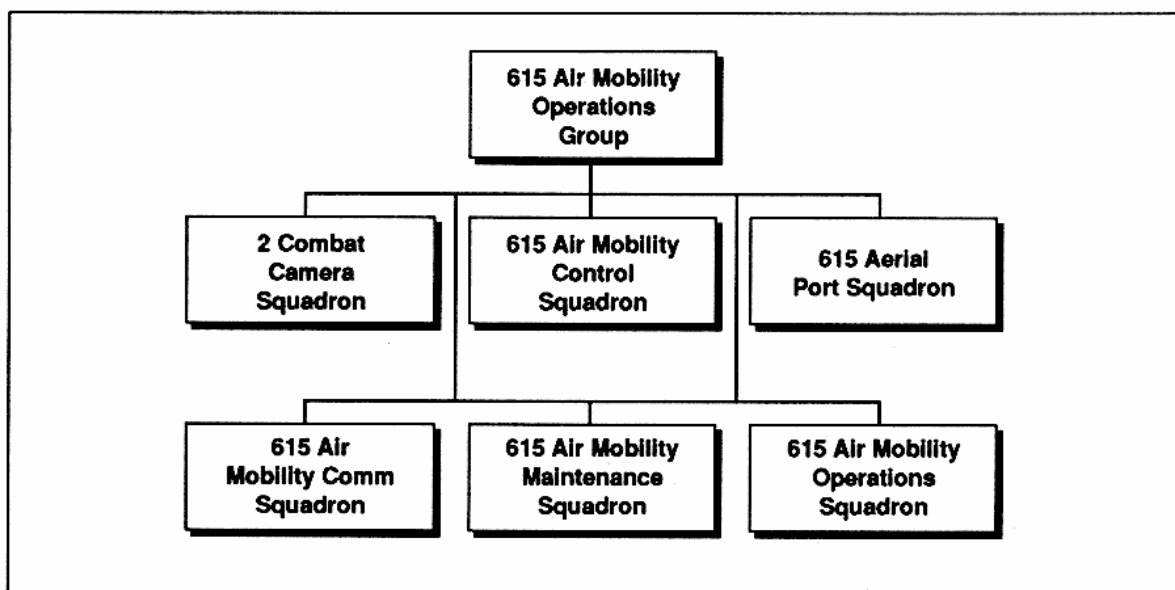 615 Air Mobility
Operations
Group
2 Combat
Camera
Squadron
615 Air Mobility
Control
Squadron
615 Aerial
Port Squadron
615 Air
Mobility Comm
Squadron
615 Air Mobility
Maintenance
Squadron
615 Air Mobility
Operations
Squadron